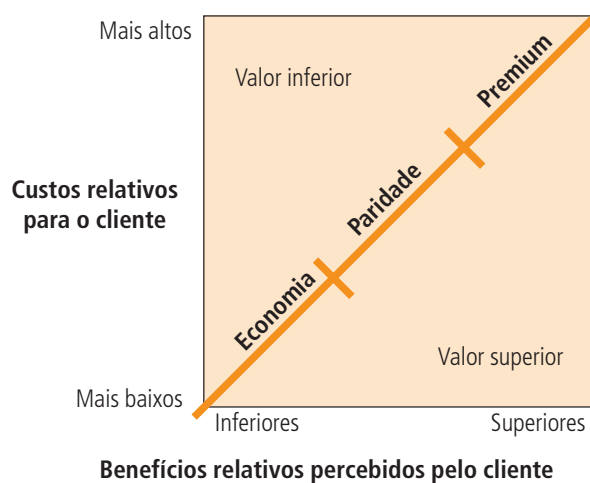 Mais altos
Valor inferior
Premium
Custos relativos
para o cliente
Paridade
Economia
Valor superior
Mais baixos
Inferiores
Superiores
Benefícios relativos percebidos pelo cliente